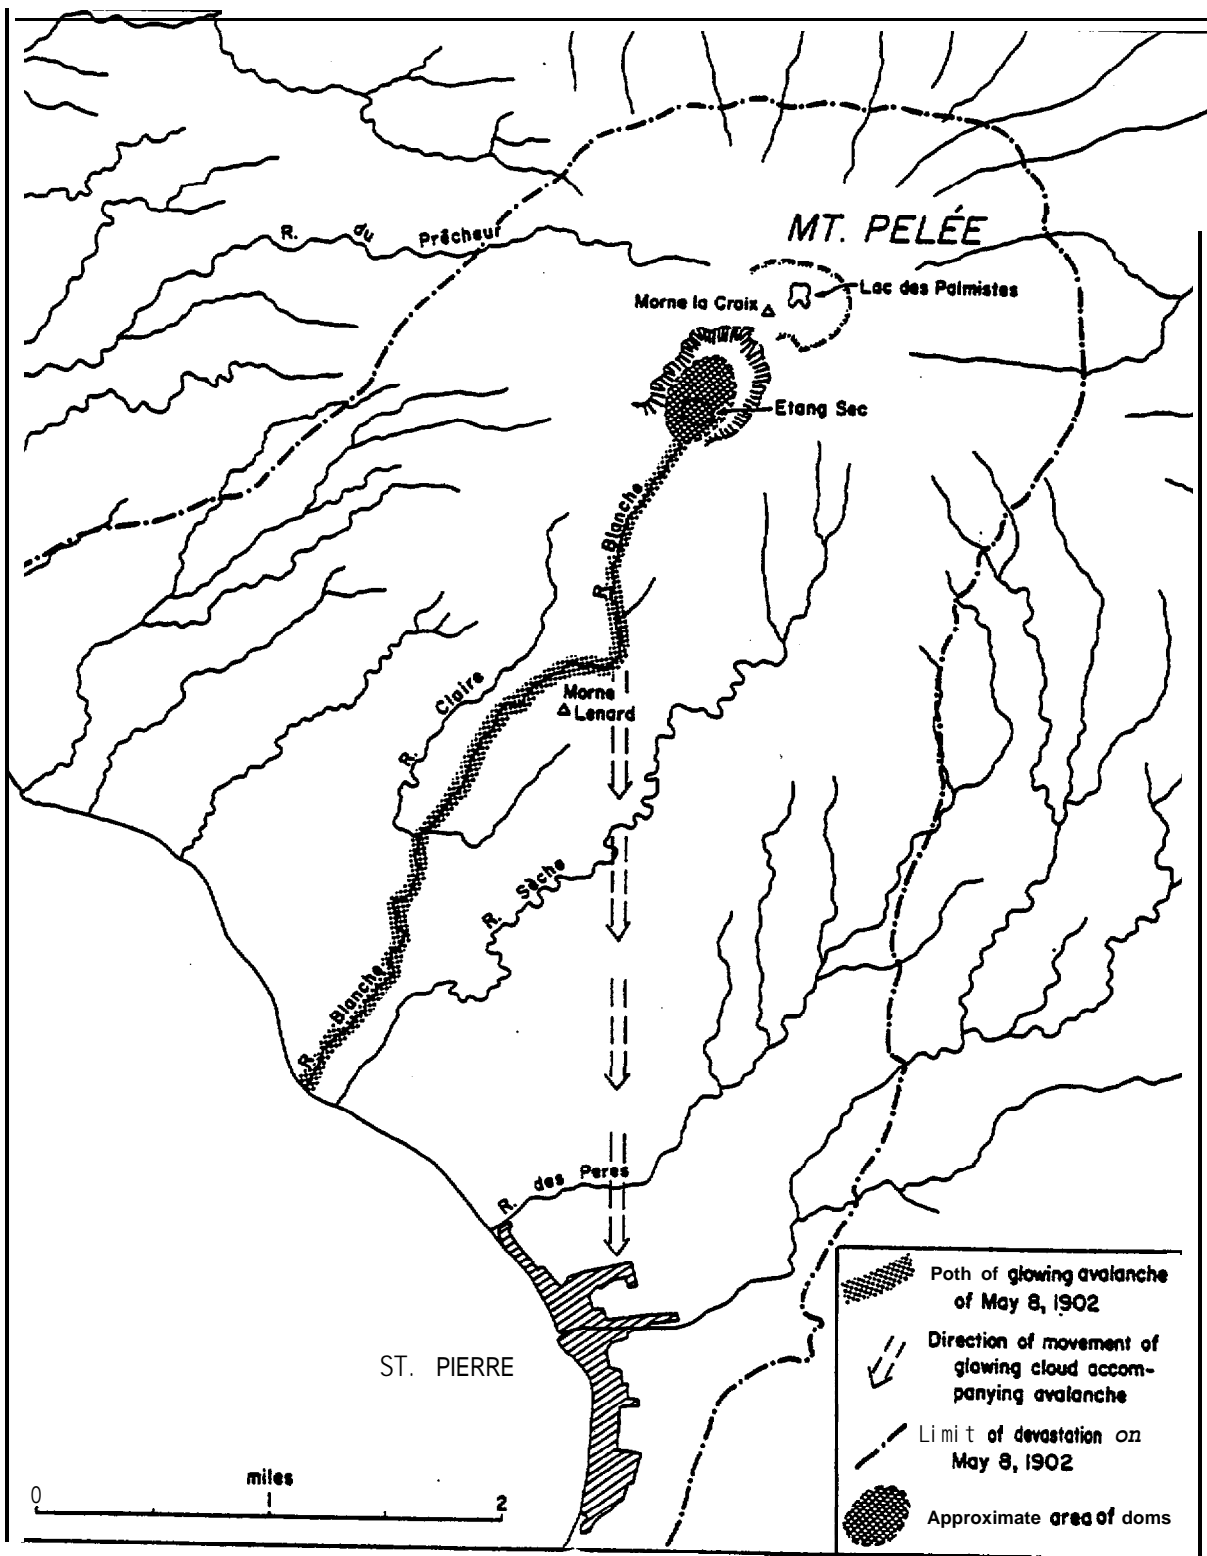 MT. PELÉE
R. du Prêcheur
Lac des Palmistes
Morne la Croix
Etang Sec
R. Blanche
R. Claire
Morne
Lenard
R. Sèche
R. Blanche
R. des Peres
ST. PIERRE
miles
0 1 2
Poth of glowing avalanche
of May 8, 1902
Direction of movement of
glowing cloud accom-
panying avalanche
Limit of devastation on
May 8, 1902
Approximate area of doms